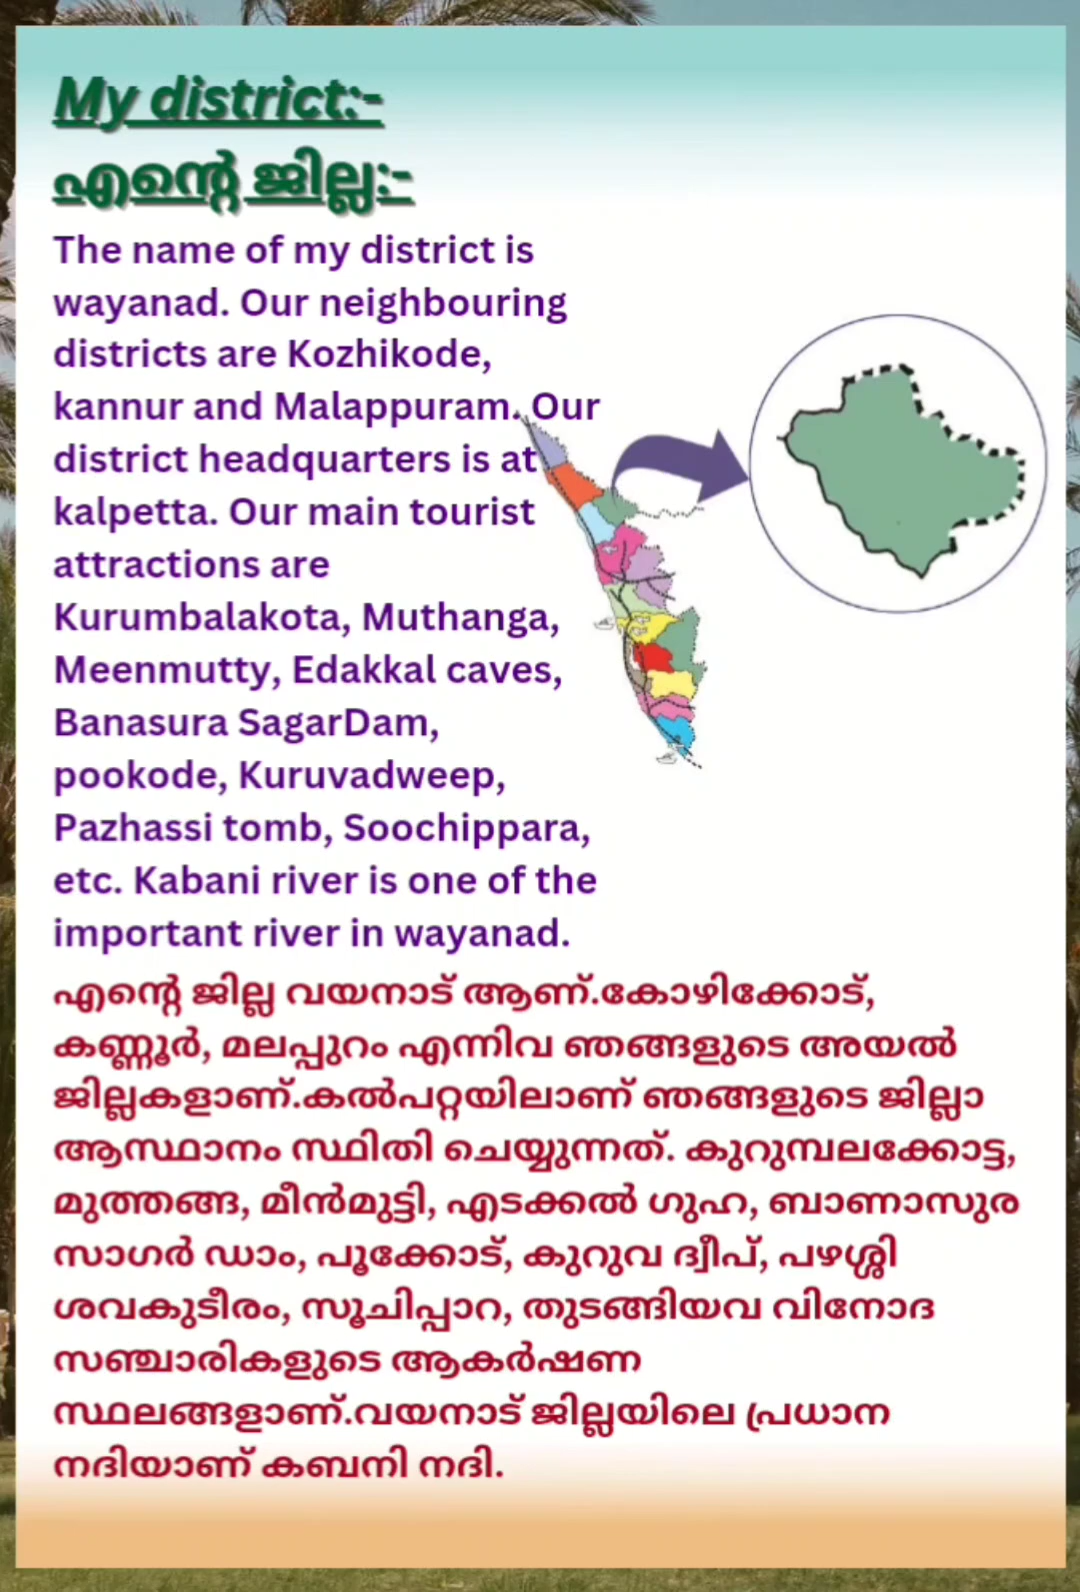 My district:-
എന്റെ ജില്ല:-
The name of my district is
wayanad. Our neighbouring
districts are Kozhikode,
kannur and Malappuram. Our
district headquarters is at
kalpetta. Our main tourist
attractions are
Kurumbalakota, Muthanga,
Meenmutty, Edakkal caves,
Banasura SagarDam,
pookode, Kuruvadweep,
Pazhassi tomb, Soochippara,
etc. Kabani river is one of the
important river in wayanad.
എന്റെ ജില്ല വയനാട് ആണ്.കോഴിക്കോട്,
കണ്ണൂർ, മലപ്പുറം എന്നിവ ഞങ്ങളുടെ അയൽ
ജില്ലകളാണ്.കൽപറ്റയിലാണ് ഞങ്ങളുടെ ജില്ലാ
ആസ്ഥാനം സ്ഥിതി ചെയ്യുന്നത്. കുറുമ്പലക്കോട്ട,
മുത്തങ്ങ, മീൻമുട്ടി, എടക്കൽ ഗുഹ, ബാണാസുര
സാഗർ ഡാം, പൂക്കോട്, കുറുവ ദ്വീപ്, പഴശ്ശി
ശവകുടീരം, സൂചിപ്പാറ, തുടങ്ങിയവ വിനോദ
സഞ്ചാരികളുടെ ആകർഷണ
സ്ഥലങ്ങളാണ്.വയനാട് ജില്ലയിലെ പ്രധാന
നദിയാണ് കബനി നദി.